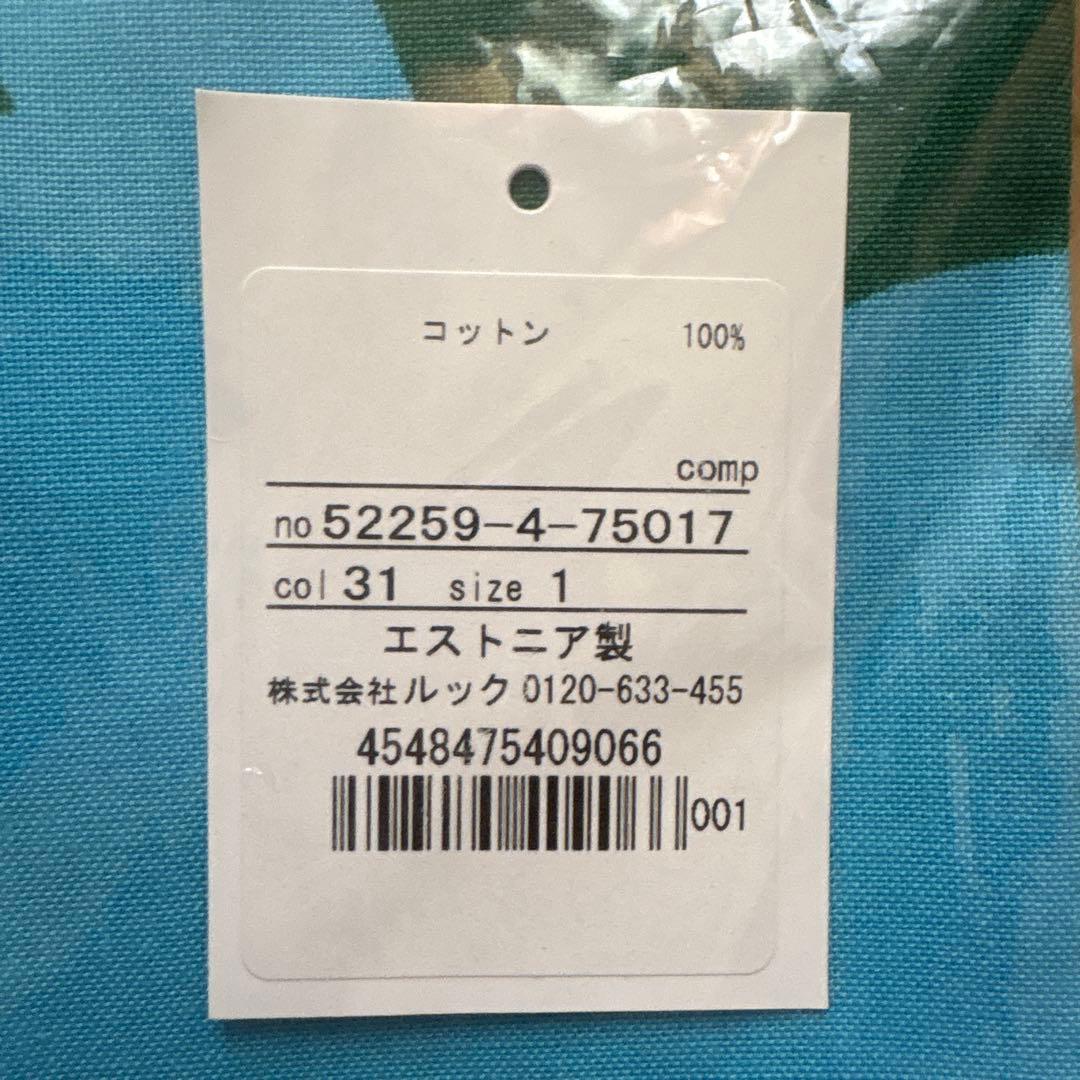 コットン 100%
comp
no 52259-4-75017
col 31 size 1
エストニア製
株式会社ルック 0120-633-455
4548475409066
001